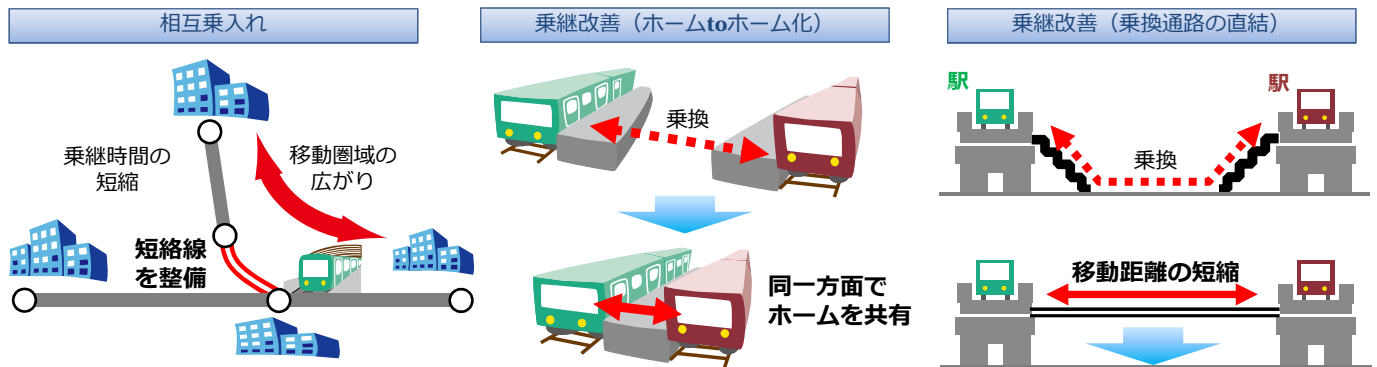 相互乗入れ
乗継時間の
短縮
移動圏域の
広がり
短絡線
を整備
乗継改善（ホームtoホーム化）
乗換
同一方面で
ホームを共有
乗継改善（乗換通路の直結）
駅
駅
乗換
移動距離の短縮